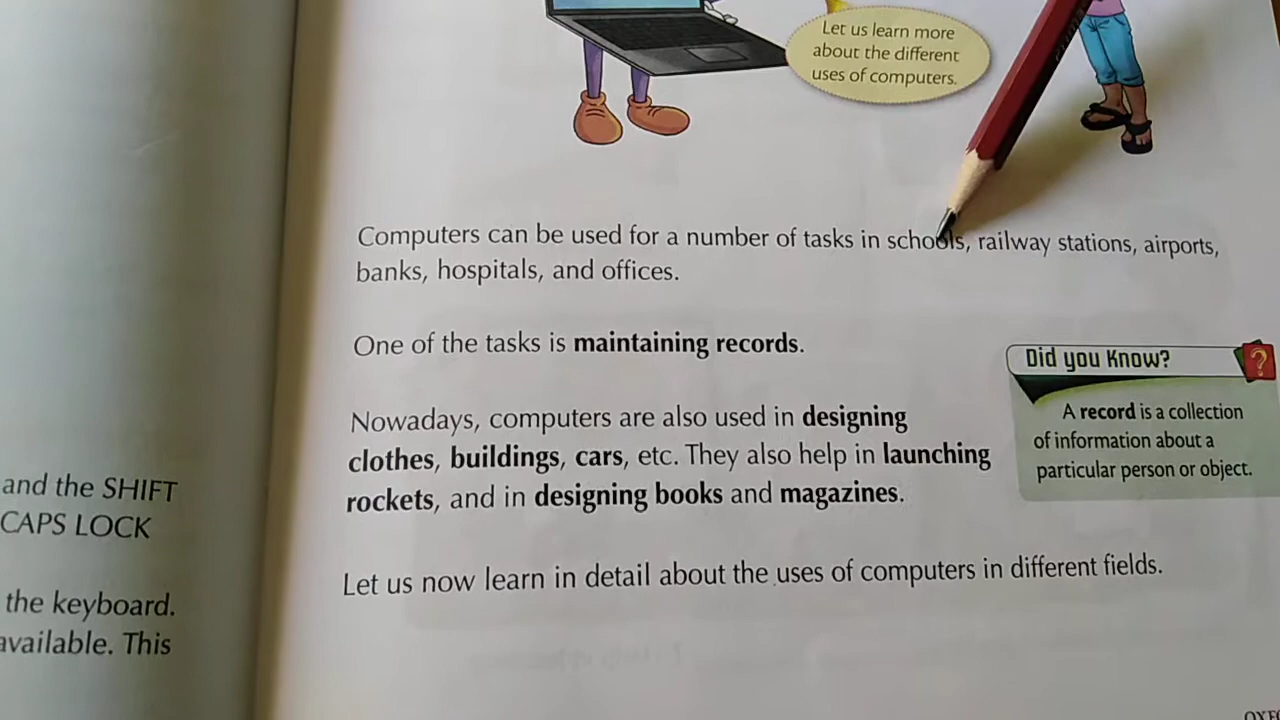 Let us learn more
about the different
uses of computers.
Computers can be used for a number of tasks in schools, railway stations, airports,
banks, hospitals, and offices.
One of the tasks is maintaining records.
Did you Know?
?
A record is a collection
of information about a
particular person or object.
Nowadays, computers are also used in designing
clothes, buildings, cars, etc. They also help in launching
rockets, and in designing books and magazines.
Let us now learn in detail about the uses of computers in different fields.
and the SHIFT
CAPS LOCK
the keyboard.
available. This